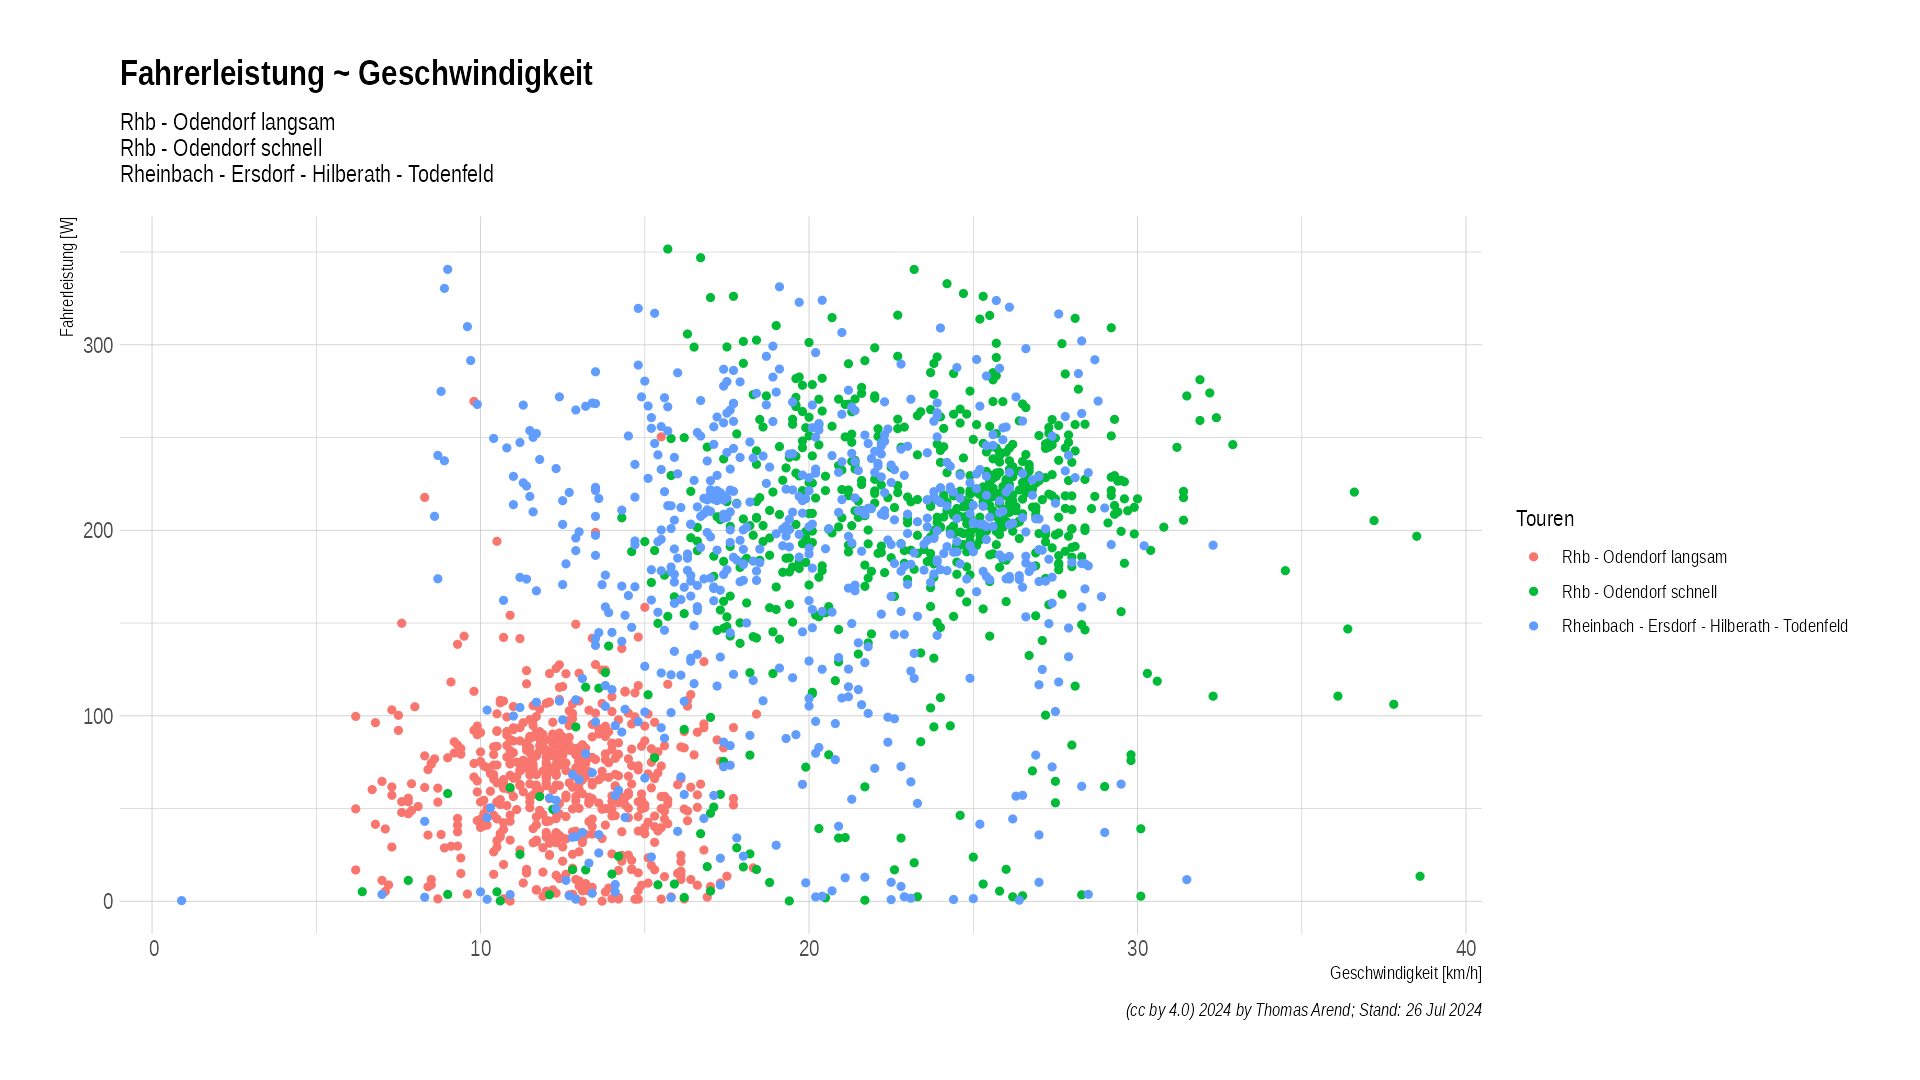 Fahrerleistung ~ Geschwindigkeit
Rhb - Odendorf langsam
Rhb - Odendorf schnell
Rheinbach - Ersdorf - Hilberath - Todenfeld
Fahrerleistung [W]
300
200
100
0
0 10 20 30 40
Geschwindigkeit [km/h]
Touren
Rhb - Odendorf langsam
Rhb - Odendorf schnell
Rheinbach - Ersdorf - Hilberath - Todenfeld
(cc by 4.0) 2024 by Thomas Arend; Stand: 26 Jul 2024